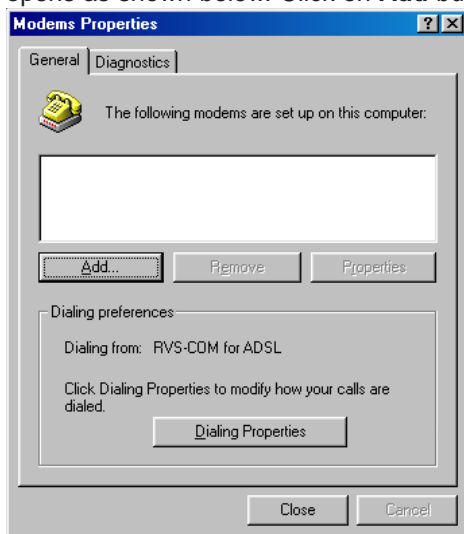 Modems Properties
General Diagnostics
The following modems are set up on this computer:
Add... Remove Properties
Dialing preferences
Dialing from: RVS-COM for ADSL
Click Dialing Properties to modify how your calls are
dialed.
Dialing Properties
Close Cancel